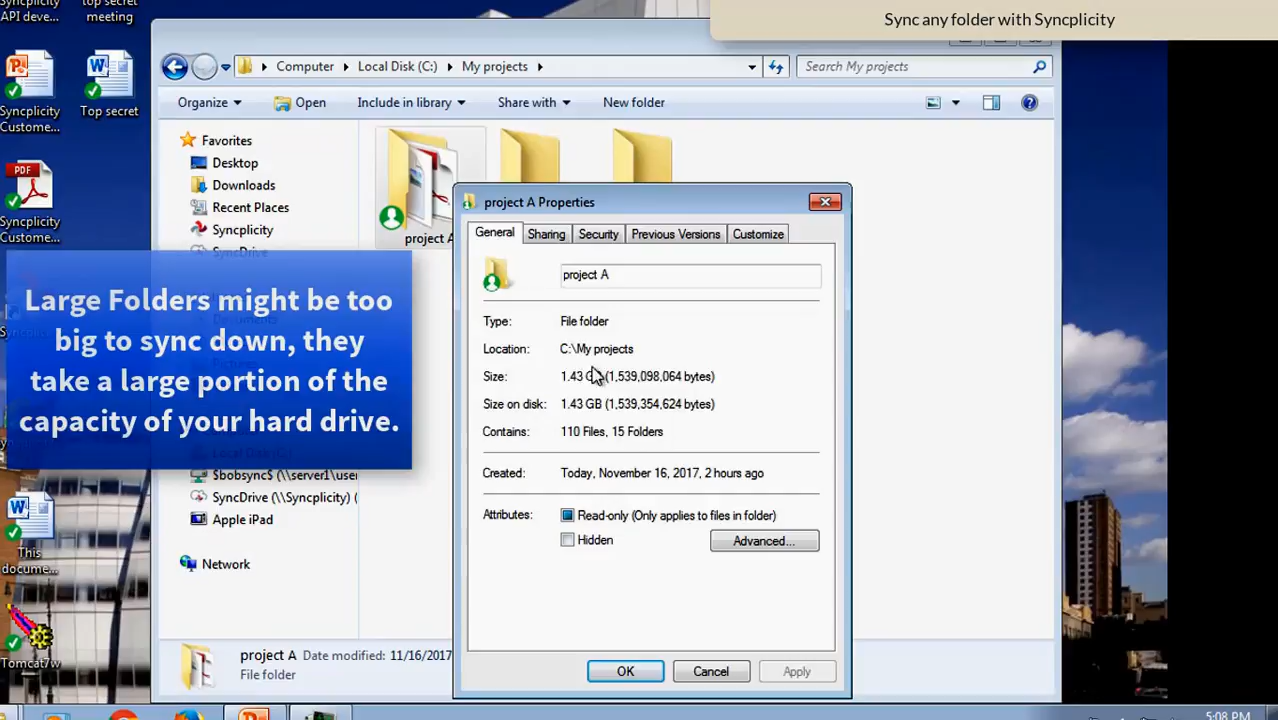 Sync any folder with Syncplicity
Syncplicity
API deve...
top secret
meeting
Syncplicity
Custome...
Top secret
Syncplicity
Custome...
This
docume...
Tomcat7w
Computer
Local Disk (C:)
My projects
Search My projects
Organize
Open
Include in library
Share with
New folder
Favorites
Desktop
Downloads
Recent Places
Syncplicity
SyncDrive
Large Folders might be too
big to sync down, they
take a large portion of the
capacity of your hard drive.
$bobsync$ (\\server1\use
SyncDrive (\\Syncplicity) (
Apple iPad
Network
project A
project A Properties
General
Sharing
Security
Previous Versions
Customize
project A
Type: File folder
Location: C:\My projects
Size: 1.43 (1,539,098,064 bytes)
Size on disk: 1.43 GB (1,539,354,624 bytes)
Contains: 110 Files, 15 Folders
Created: Today, November 16, 2017, 2 hours ago
Attributes: Read-only (Only applies to files in folder)
Hidden
Advanced...
OK
Cancel
Apply
project A Date modified: 11/16/2017
File folder
5:08 PM